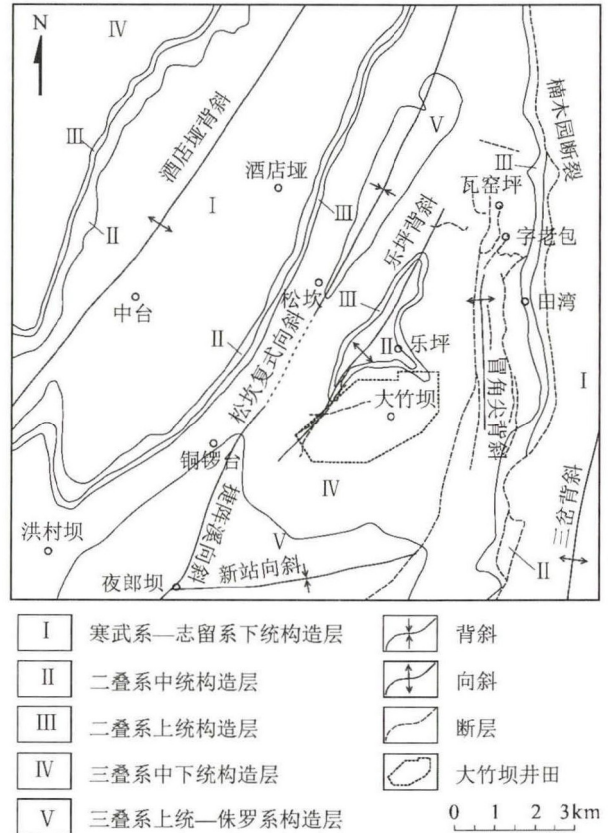 N
Ⅳ
Ⅲ
酒店垭背斜
Ⅴ
楠木园断裂
Ⅲ
酒店垭
瓦窑坪
Ⅱ
Ⅰ
Ⅲ
乐坪背斜
字老包
中台
松坎
Ⅲ
田湾
Ⅱ
松坎复式向斜
Ⅱ
乐坪
Ⅰ
大竹坝
冒角尖背斜
铜锣台
Ⅳ
三岔背斜
洪村坝
捷阵溪向斜
Ⅴ
新站向斜
Ⅱ
夜郎坝
Ⅰ 寒武系—志留系下统构造层 背斜
Ⅱ 二叠系中统构造层 向斜
Ⅲ 二叠系上统构造层 断层
Ⅳ 三叠系中下统构造层 大竹坝井田
Ⅴ 三叠系上统—侏罗系构造层 0 1 2 3km